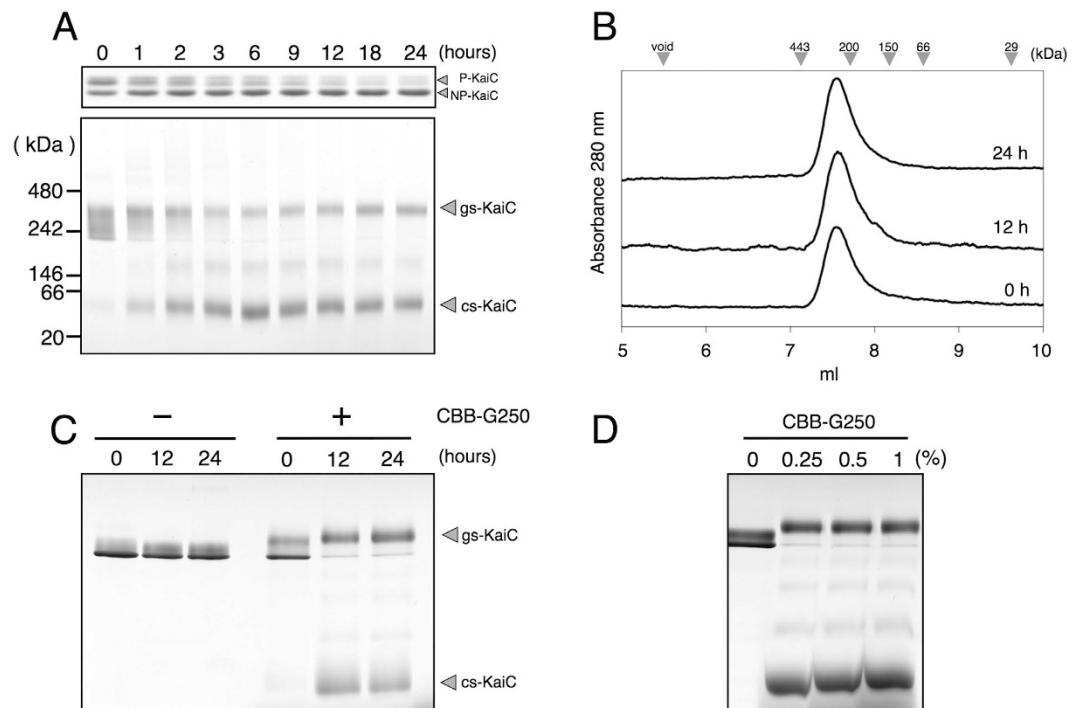 A
0 1 2 3 6 9 12 18 24 (hours)
P-KaiC
NP-KaiC
( kDa)
480
242
146
66
20
gs-KaiC
cs-KaiC
B
void 443 200 150 66 29 (kDa)
Absorbance 280 nm
24 h
12 h
0 h
5 6 7 8 9 10
ml
C
− + CBB-G250
0 12 24 0 12 24 (hours)
gs-KaiC
cs-KaiC
D
CBB-G250
0 0.25 0.5 1 (%)